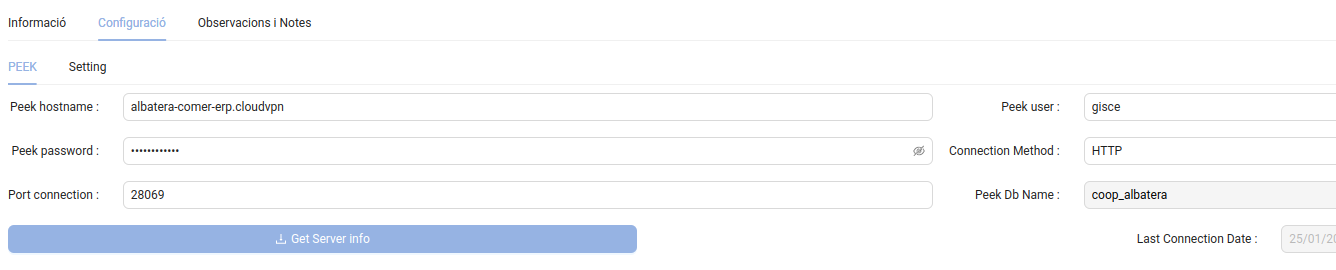 Informació Configuració Observacions i Notes
PEEK Setting
Peek hostname : albatera-comer-erp.cloudvpn Peek user : gisce
Peek password : •••••••••••• Connection Method : HTTP
Port connection : 28069 Peek Db Name : coop_albatera
Get Server info Last Connection Date : 25/01/20